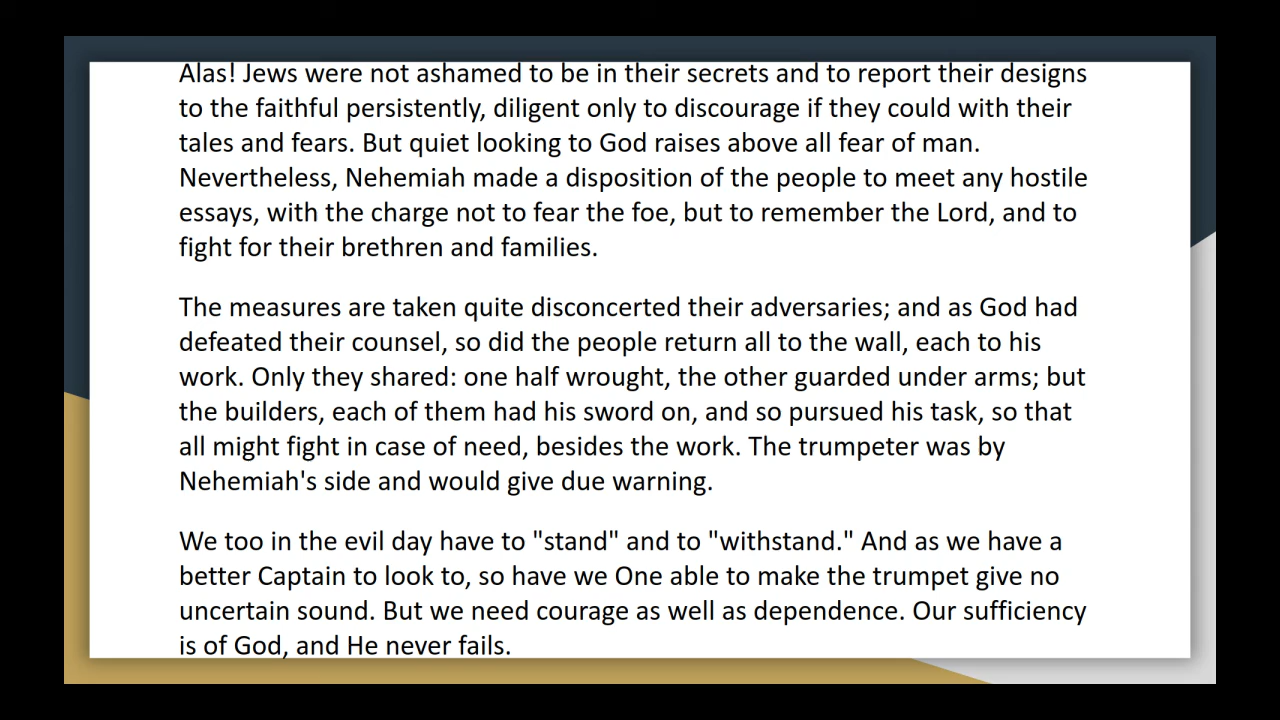 Alas! Jews were not ashamed to be in their secrets and to report their designs
to the faithful persistently, diligent only to discourage if they could with their
tales and fears. But quiet looking to God raises above all fear of man.
Nevertheless, Nehemiah made a disposition of the people to meet any hostile
essays, with the charge not to fear the foe, but to remember the Lord, and to
fight for their brethren and families.
The measures are taken quite disconcerted their adversaries; and as God had
defeated their counsel, so did the people return all to the wall, each to his
work. Only they shared: one half wrought, the other guarded under arms; but
the builders, each of them had his sword on, and so pursued his task, so that
all might fight in case of need, besides the work. The trumpeter was by
Nehemiah's side and would give due warning.
We too in the evil day have to "stand" and to "withstand." And as we have a
better Captain to look to, so have we One able to make the trumpet give no
uncertain sound. But we need courage as well as dependence. Our sufficiency
is of God, and He never fails.